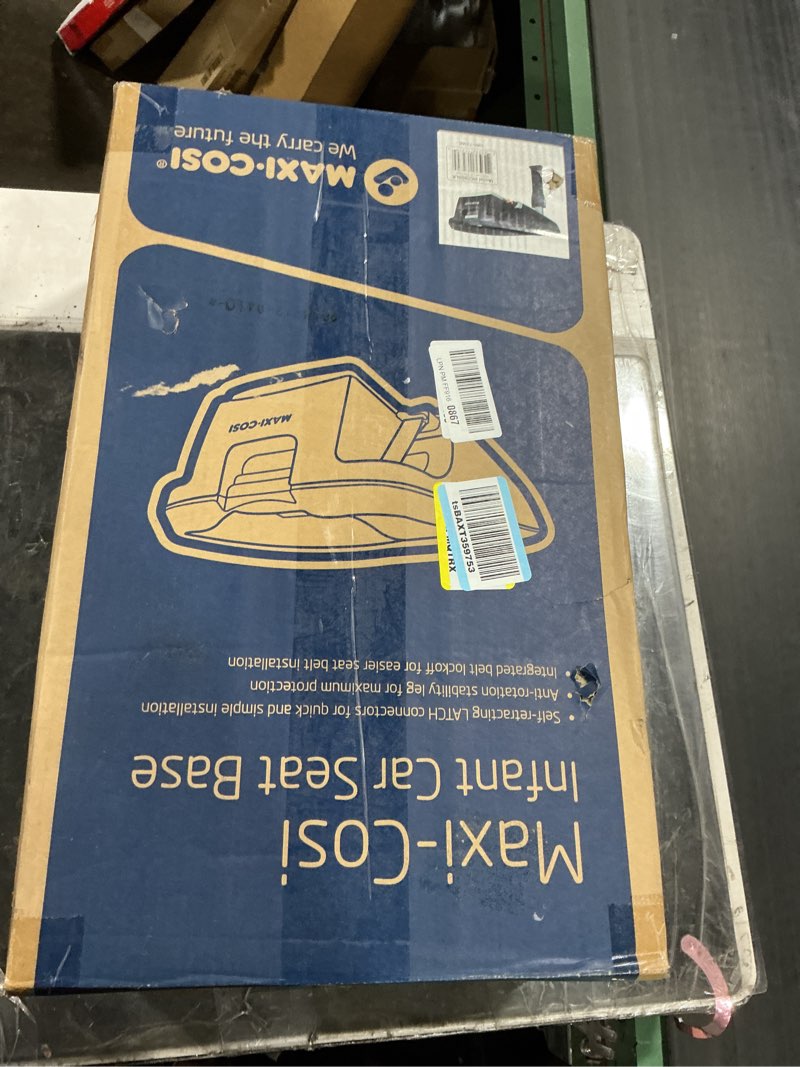 Maxi-Cosi
Infant Car Seat Base
• Self-retracting LATCH connectors for quick and simple installation
• Anti-rotation stability leg for maximum protection
• Integrated belt lockoff for easier seat belt installation
MAXI-COSI
tsBAXT359753
0867
MAXI-COSI®
We carry the future